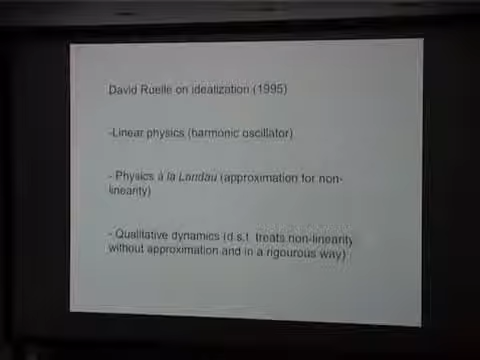 David Ruelle on idealization (1995)
-Linear physics (harmonic oscillator)
- Physics à la Landau (approximation for non-
linearity)
- Qualitative dynamics (d.s.t. treats non-linearity
without approximation and in a rigourous way)